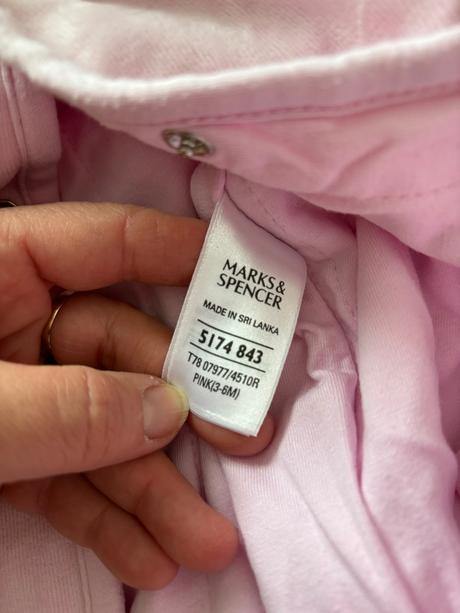 MARKS &
SPENCER
MADE IN SRI LANKA
5174 843
T78 07977/4510R
PINK(3-6M)